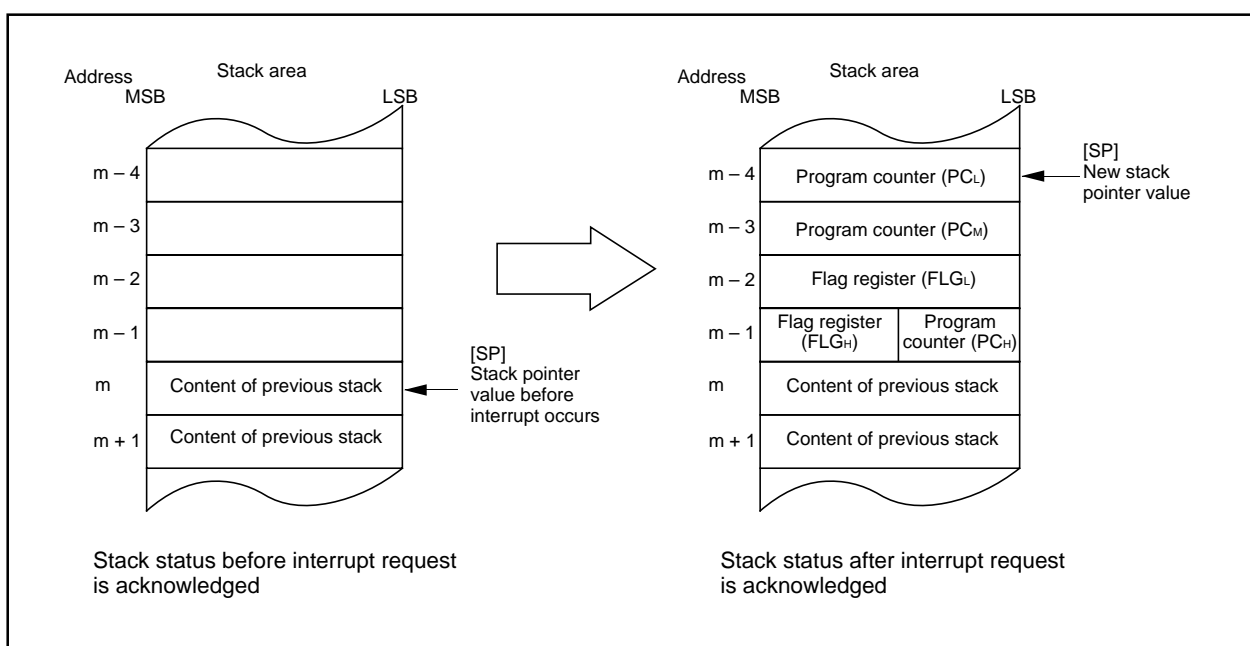 Address
Stack area
MSB
LSB
m – 4
m – 3
m – 2
m – 1
m
Content of previous stack
m + 1
Content of previous stack
[SP]
Stack pointer
value before
interrupt occurs
Stack status before interrupt request
is acknowledged
Address
Stack area
MSB
LSB
m – 4
Program counter (PCL)
[SP]
New stack
pointer value
m – 3
Program counter (PCM)
m – 2
Flag register (FLGL)
m – 1
Flag register
(FLGH)
Program
counter (PCH)
m
Content of previous stack
m + 1
Content of previous stack
Stack status after interrupt request
is acknowledged